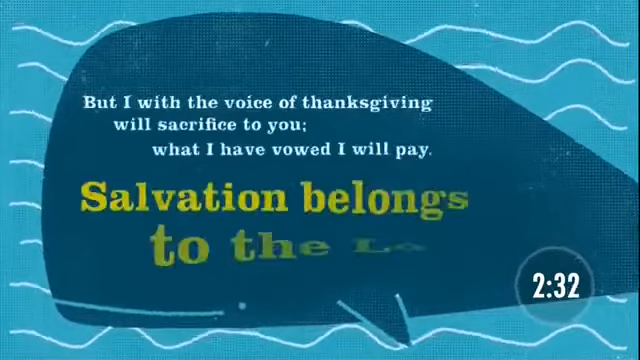 But I with the voice of thanksgiving
will sacrifice to you;
what I have vowed I will pay.
Salvation belongs
to the Lo
2:32